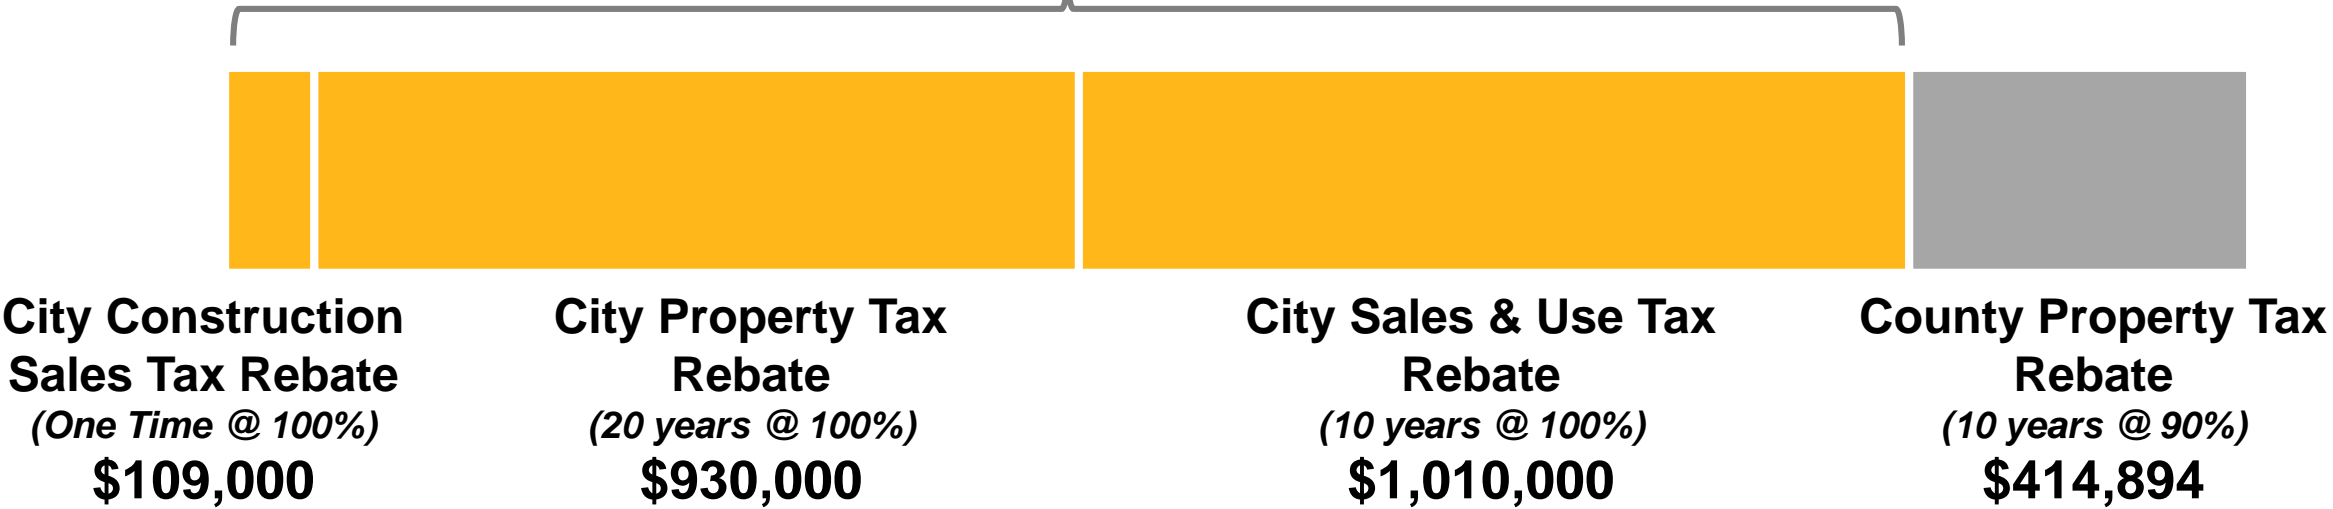 City Construction
Sales Tax Rebate
(One Time @ 100%)
$109,000
City Property Tax
Rebate
(20 years @ 100%)
$930,000
City Sales & Use Tax
Rebate
(10 years @ 100%)
$1,010,000
County Property Tax
Rebate
(10 years @ 90%)
$414,894